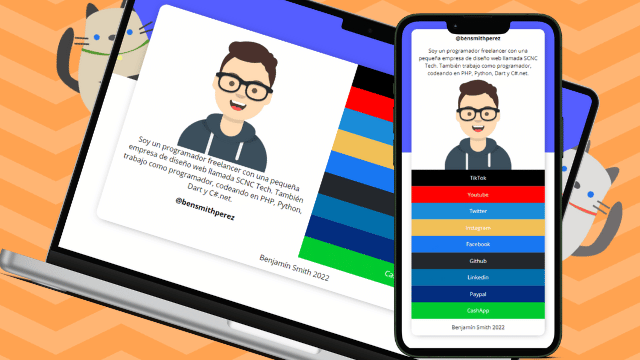 Soy un programador freelancer con una pequeña
empresa de diseño web llamada SCNC Tech. También
trabajo como programador, codeando en PHP, Python,
Dart y C#.net.
@bensmithperez
Benjamin Smith 2022
@bensmithperez
Soy un programador freelancer con una
pequeña empresa de diseño web llamada SCNC
Tech. También trabajo como programador,
codeando en PHP, Python, Dart y C#.net.
TikTok
Youtube
Twitter
Instagram
Facebook
Github
Linkedin
Paypal
CashApp
Benjamin Smith 2022